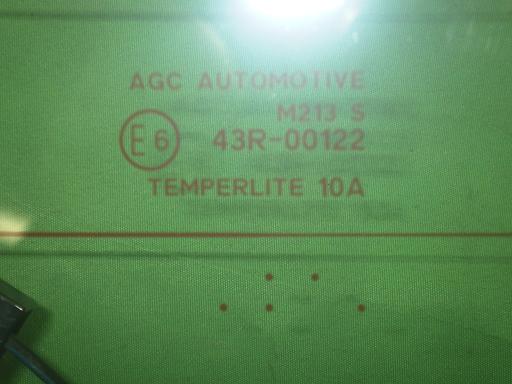 AGC AUTOMOTIVE
M213 S
E6 43R-00122
TEMPERLITE 10A